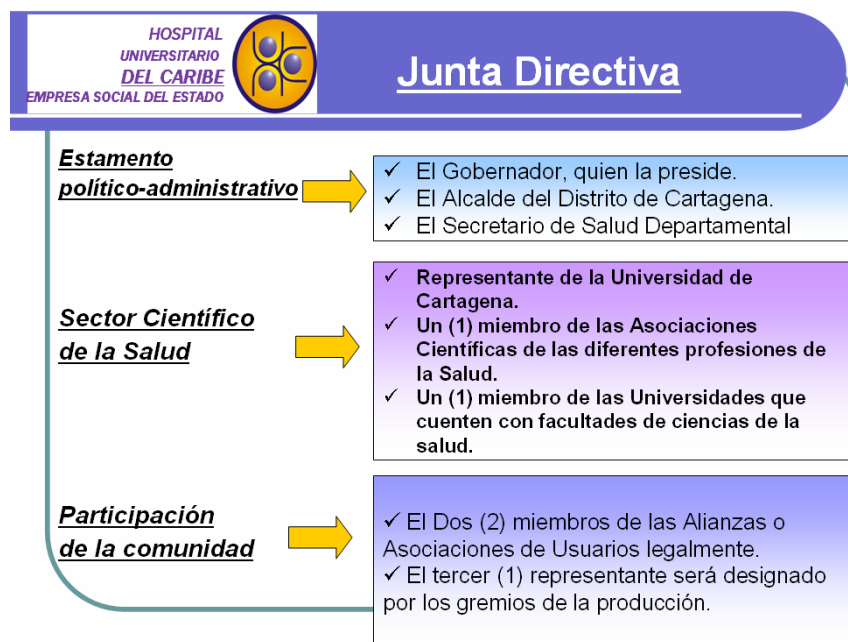 HOSPITAL
UNIVERSITARIO
DEL CARIBE
EMPRESA SOCIAL DEL ESTADO
Junta Directiva
Estamento
político-administrativo
✓ El Gobernador, quien la preside.
✓ El Alcalde del Distrito de Cartagena.
✓ El Secretario de Salud Departamental
Sector Científico
de la Salud
✓ Representante de la Universidad de
Cartagena.
✓ Un (1) miembro de las Asociaciones
Científicas de las diferentes profesiones de
la Salud.
✓ Un (1) miembro de las Universidades que
cuenten con facultades de ciencias de la
salud.
Participación
de la comunidad
✓ El Dos (2) miembros de las Alianzas o
Asociaciones de Usuarios legalmente.
✓ El tercer (1) representante será designado
por los gremios de la producción.